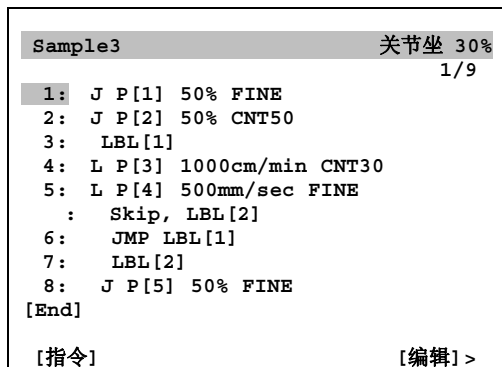 Sample3 关节坐 30%
1/9
1: J P[1] 50% FINE
2: J P[2] 50% CNT50
3: LBL[1]
4: L P[3] 1000cm/min CNT30
5: L P[4] 500mm/sec FINE
: Skip, LBL[2]
6: JMP LBL[1]
7: LBL[2]
8: J P[5] 50% FINE
[End]
[指令] [编辑]>